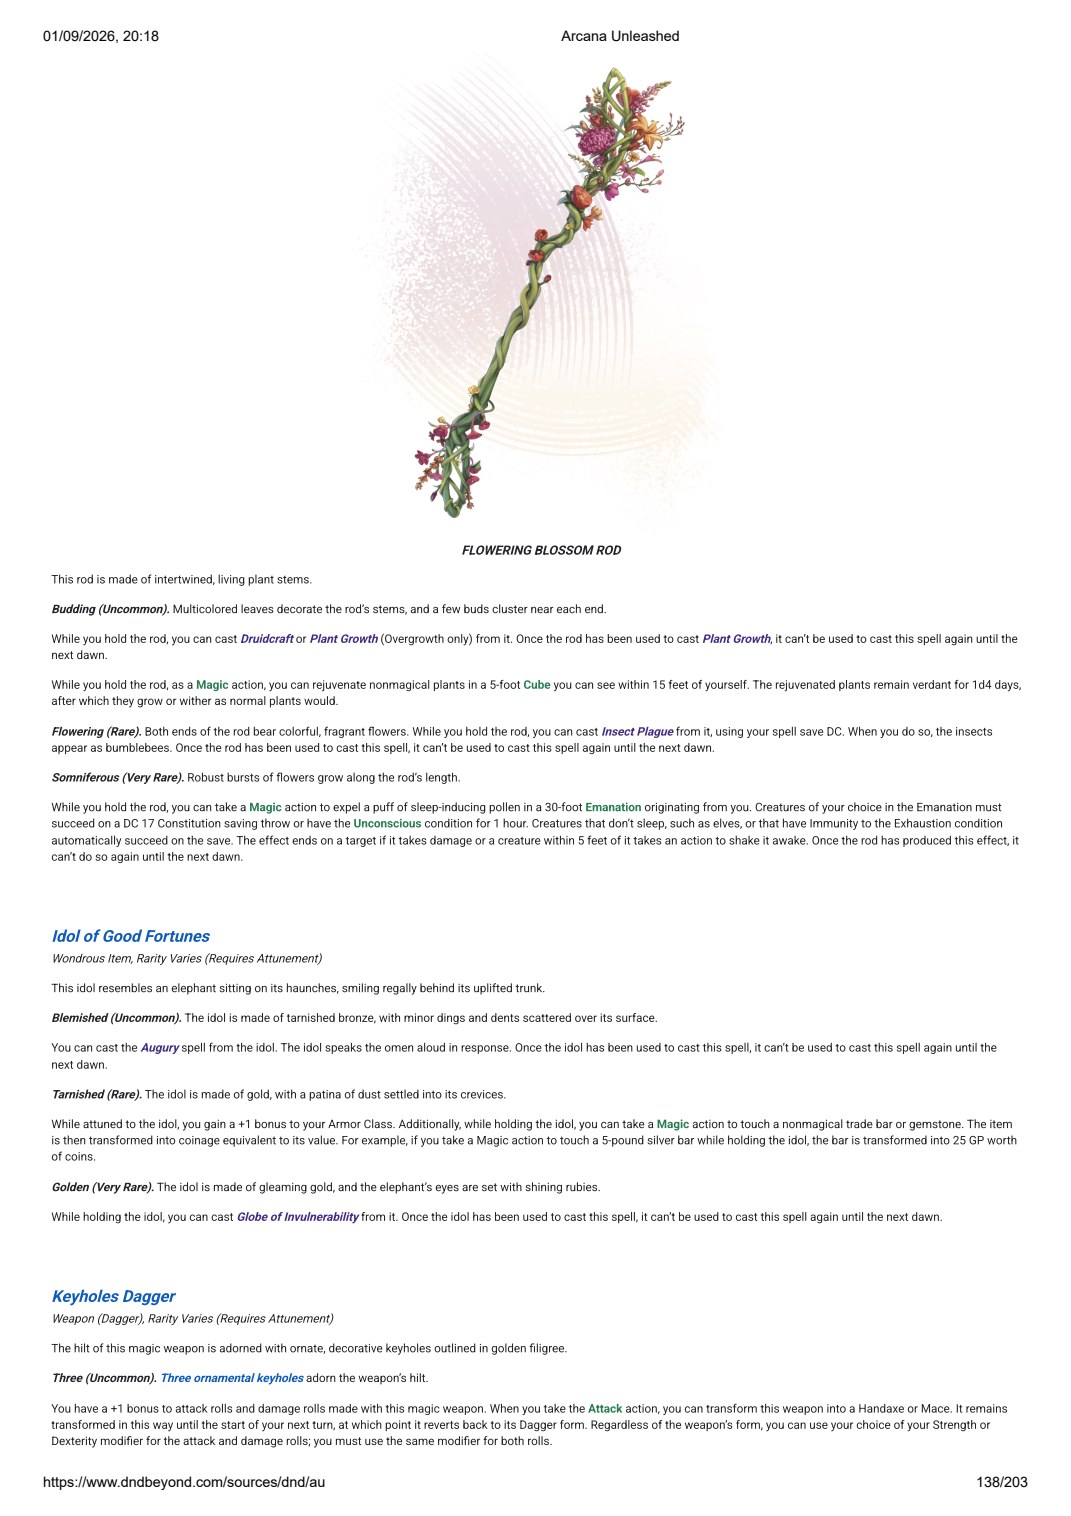 01/09/2026, 20:18
Arcana Unleashed
FLOWERING BLOSSOM ROD
This rod is made of intertwined, living plant stems.
Budding (Uncommon). Multicolored leaves decorate the rod's stems, and a few buds cluster near each end.
While you hold the rod, you can cast Druidcraft or Plant Growth (Overgrowth only) from it. Once the rod has been used to cast Plant Growth, it can't be used to cast this spell again until the
next dawn.
While you hold the rod, as a Magic action, you can rejuvenate nonmagical plants in a 5-foot Cube you can see within 15 feet of yourself. The rejuvenated plants remain verdant for 1d4 days,
after which they grow or wither as normal plants would.
Flowering (Rare). Both ends of the rod bear colorful, fragrant flowers. While you hold the rod, you can cast Insect Plague from it, using your spell save DC. When you do so, the insects
appear as bumblebees. Once the rod has been used to cast this spell, it can't be used to cast this spell again until the next dawn.
Somniferous (Very Rare). Robust bursts of flowers grow along the rod's length.
While you hold the rod, you can take a Magic action to expel a puff of sleep-inducing pollen in a 30-foot Emanation originating from you. Creatures of your choice in the Emanation must
succeed on a DC 17 Constitution saving throw or have the Unconscious condition for 1 hour. Creatures that don't sleep, such as elves, or that have Immunity to the Exhaustion condition
automatically succeed on the save. The effect ends on a target if it takes damage or a creature within 5 feet of it takes an action to shake it awake. Once the rod has produced this effect, it
can't do so again until the next dawn.
Idol of Good Fortunes
Wondrous Item, Rarity Varies (Requires Attunement)
This idol resembles an elephant sitting on its haunches, smiling regally behind its uplifted trunk.
Blemished (Uncommon). The idol is made of tarnished bronze, with minor dings and dents scattered over its surface.
You can cast the Augury spell from the idol. The idol speaks the omen aloud in response. Once the idol has been used to cast this spell, it can't be used to cast this spell again until the
next dawn.
Tarnished (Rare). The idol is made of gold, with a patina of dust settled into its crevices.
While attuned to the idol, you gain a +1 bonus to your Armor Class. Additionally, while holding the idol, you can take a Magic action to touch a nonmagical trade bar or gemstone. The item
is then transformed into coinage equivalent to its value. For example, if you take a Magic action to touch a 5-pound silver bar while holding the idol, the bar is transformed into 25 GP worth
of coins.
Golden (Very Rare). The idol is made of gleaming gold, and the elephant's eyes are set with shining rubies.
While holding the idol, you can cast Globe of Invulnerability from it. Once the idol has been used to cast this spell, it can't be used to cast this spell again until the next dawn.
Keyholes Dagger
Weapon (Dagger), Rarity Varies (Requires Attunement)
The hilt of this magic weapon is adorned with ornate, decorative keyholes outlined in golden filigree.
Three (Uncommon). Three ornamental keyholes adorn the weapon's hilt.
You have a +1 bonus to attack rolls and damage rolls made with this magic weapon. When you take the Attack action, you can transform this weapon into a Handaxe or Mace. It remains
transformed in this way until the start of your next turn, at which point it reverts back to its Dagger form. Regardless of the weapon's form, you can use your choice of your Strength or
Dexterity modifier for the attack and damage rolls; you must use the same modifier for both rolls.
https://www.dndbeyond.com/sources/dnd/au
138/203